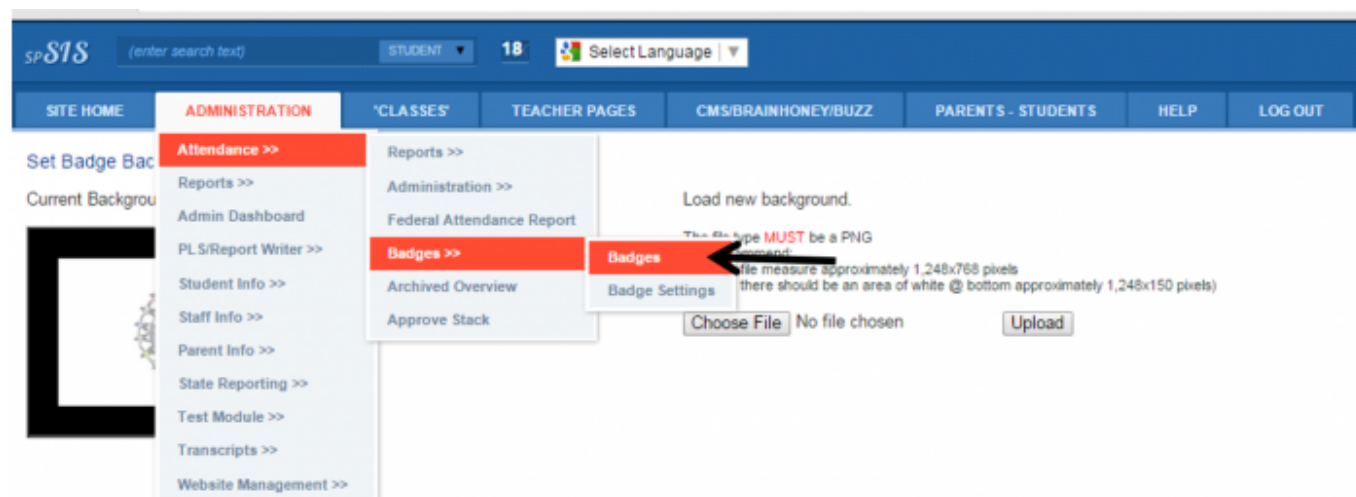 SPSIS (enter search text) STUDENT ▼ 18 Select Language ▼
SITE HOME ADMINISTRATION "CLASSES" TEACHER PAGES CMS/BRAINHONEY/BUZZ PARENTS - STUDENTS HELP LOG OUT
Set Badge Bac
Current Backgrou
Attendance >>
Reports >>
Admin Dashboard
PLS/Report Writer >>
Student Info >>
Staff Info >>
Parent Info >>
State Reporting >>
Test Module >>
Transcripts >>
Website Management >>
Reports >>
Administration >>
Federal Attendance Report
Badges >>
Archived Overview
Approve Stack
Badges
Badge Settings
Load new background.
The file type MUST be a PNG
mmend:
file measure approximately 1,248x768 pixels
there should be an area of white @ bottom approximately 1,248x150 pixels)
Choose File No file chosen Upload